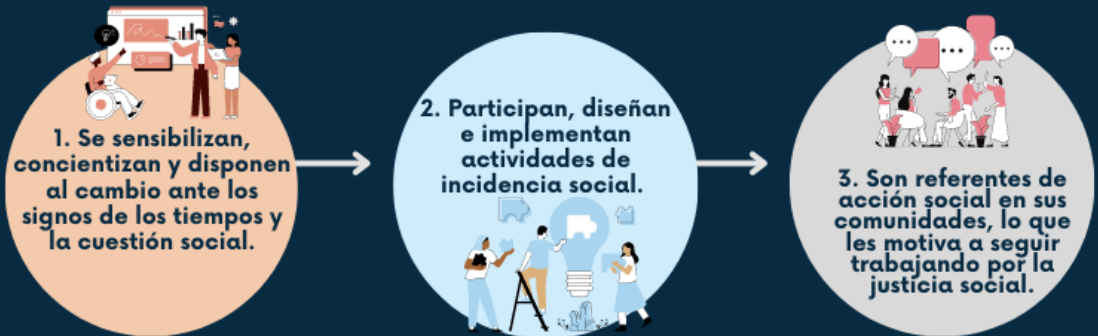 1. Se sensibilizan,
concientizan y disponen
al cambio ante los
signos de los tiempos y
la cuestión social.
2. Participan, diseñan
e implementan
actividades de
incidencia social.
3. Son referentes de
acción social en sus
comunidades, lo que
les motiva a seguir
trabajando por la
justicia social.